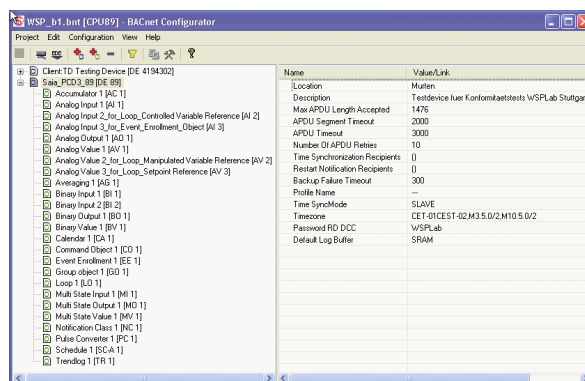 WSP_b1.bnt [CPU89] - BACnet Configurator
Project Edit Configuration View Help
Client:TD Testing Device [DE 4194302]
Saia_PCD3_89 [DE 89]
Accumulator 1 [AC 1]
Analog Input 1 [AI 1]
Analog Input 2_for_Loop_Controlled Variable Reference [AI 2]
Analog Input 3_for_Event_Enrollment_Object [AI 3]
Analog Output 1 [AO 1]
Analog Value 1 [AV 1]
Analog Value 2_for_Loop_Manipulated Variable Reference [AV 2]
Analog Value 3_for_Loop_Setpoint Reference [AV 3]
Averaging 1 [AG 1]
Binary Input 1 [BI 1]
Binary Input 2 [BI 2]
Binary Output 1 [BO 1]
Binary Value 1 [BV 1]
Calendar 1 [CA 1]
Command Object 1 [CO 1]
Event Enrollment 1 [EE 1]
Group object 1 [GO 1]
Loop 1 [LO 1]
Multi State Input 1 [MI 1]
Multi State Output 1 [MO 1]
Multi State Value 1 [MV 1]
Notification Class 1 [NC 1]
Pulse Converter 1 [PC 1]
Schedule 1 [SC-A 1]
Trendlog 1 [TR 1]
Name Value/Link
Location Murten
Description Testdevice fuer Konformitaetstests WSPLab Stuttgar
Max APDU Length Accepted 1476
APDU Segment Timeout 2000
APDU Timeout 3000
Number Of APDU Retries 10
Time Synchronization Recipients ()
Restart Notification Recipients ()
Backup Failure Timeout 300
Profile Name ---
Time SyncMode SLAVE
Timezone CET-01CEST-02,M3.5.0/2,M10.5.0/2
Password RD DCC WSPLab
Default Log Buffer SRAM